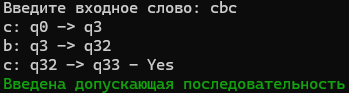 Введите входное слово: cbc
c: q0 -> q3
b: q3 -> q32
c: q32 -> q33 - Yes
Введена допускающая последовательность